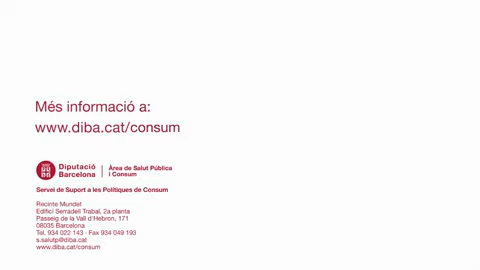 Més informació a:
www.diba.cat/consum
Diputació
Barcelona
Àrea de Salut Pública
i Consum
Servei de Suport a les Polítiques de Consum
Recinte Mundet
Edifici Serradell Trabal, 2a planta
Passeig de la Vall d'Hebron, 171
08035 Barcelona
Tel. 934 022 143 · Fax 934 049 193
s.salutp@diba.cat
www.diba.cat/consum